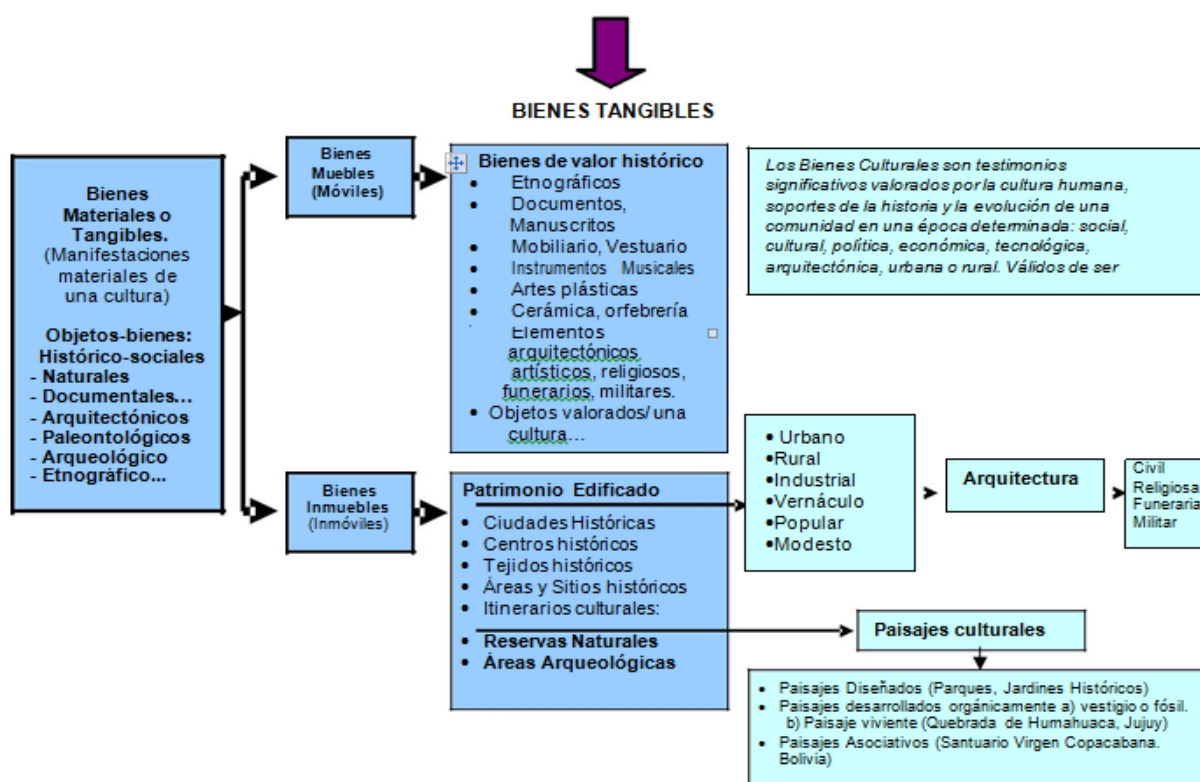 BIENES TANGIBLES
Bienes
Materiales o
Tangibles.
(Manifestaciones
materiales de
una cultura)
Objetos-bienes:
Histórico-sociales
- Naturales
- Documentales...
- Arquitectónicos
- Paleontológicos
- Arqueológico
- Etnográfico...
Bienes
Muebles
(Móviles)
Bienes de valor histórico
• Etnográficos
• Documentos,
Manuscritos
• Mobiliario, Vestuario
• Instrumentos Musicales
• Artes plásticas
• Cerámica, orfebrería
Elementos
arquitectónicos
artísticos, religiosos,
funerarios, militares.
• Objetos valorados/ una
cultura...
Los Bienes Culturales son testimonios
significativos valorados por la cultura humana,
soportes de la historia y la evolución de una
comunidad en una época determinada: social,
cultural, política, económica, tecnológica,
arquitectónica, urbana o rural. Válidos de ser
Bienes
Inmuebles
(Inmóviles)
Patrimonio Edificado
• Ciudades Históricas
• Centros históricos
• Tejidos históricos
• Áreas y Sitios históricos
• Itinerarios culturales:
• Reservas Naturales
• Áreas Arqueológicas
• Urbano
• Rural
• Industrial
• Vernáculo
• Popular
• Modesto
Arquitectura
Civil
Religiosa
Funeraria
Militar
Paisajes culturales
• Paisajes Diseñados (Parques, Jardines Históricos)
• Paisajes desarrollados orgánicamente a) vestigio o fósil.
b) Paisaje viviente (Quebrada de Humahuaca, Jujuy)
• Paisajes Asociativos (Santuario Virgen Copacabana.
Bolivia)